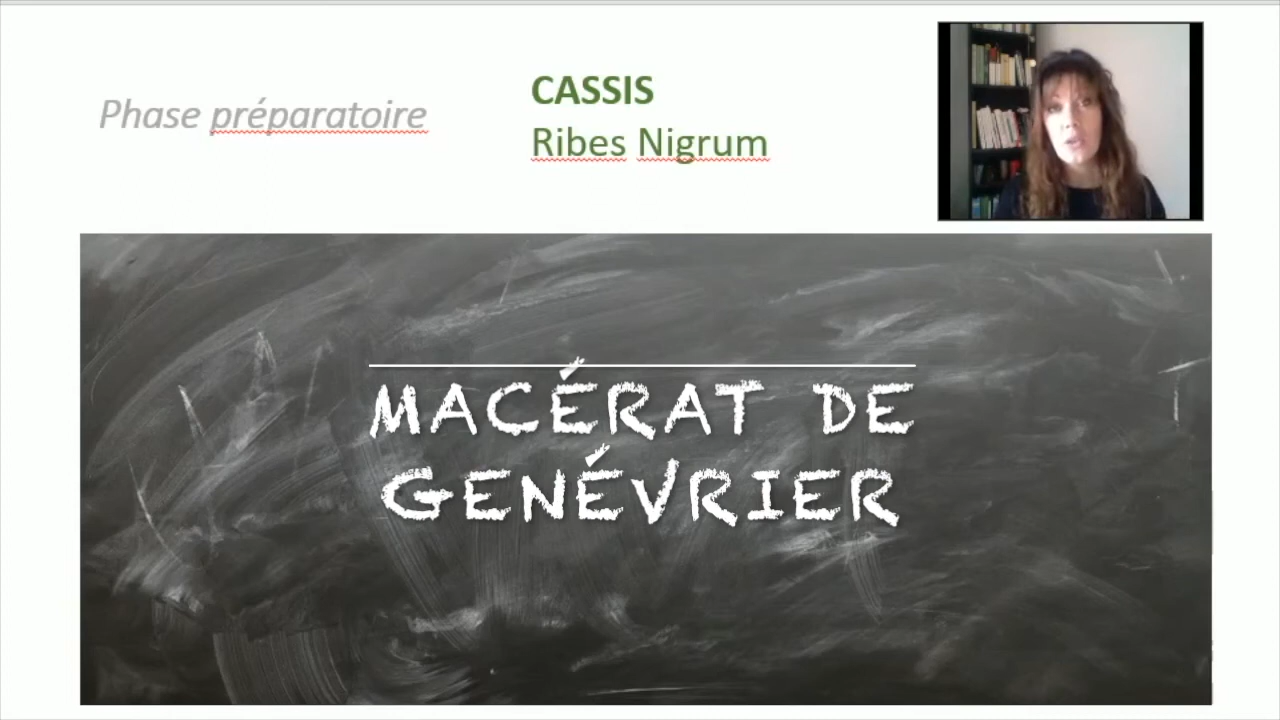 Phase préparatoire
CASSIS
Ribes Nigrum
MACÉRAT DE
GENÉVRIER